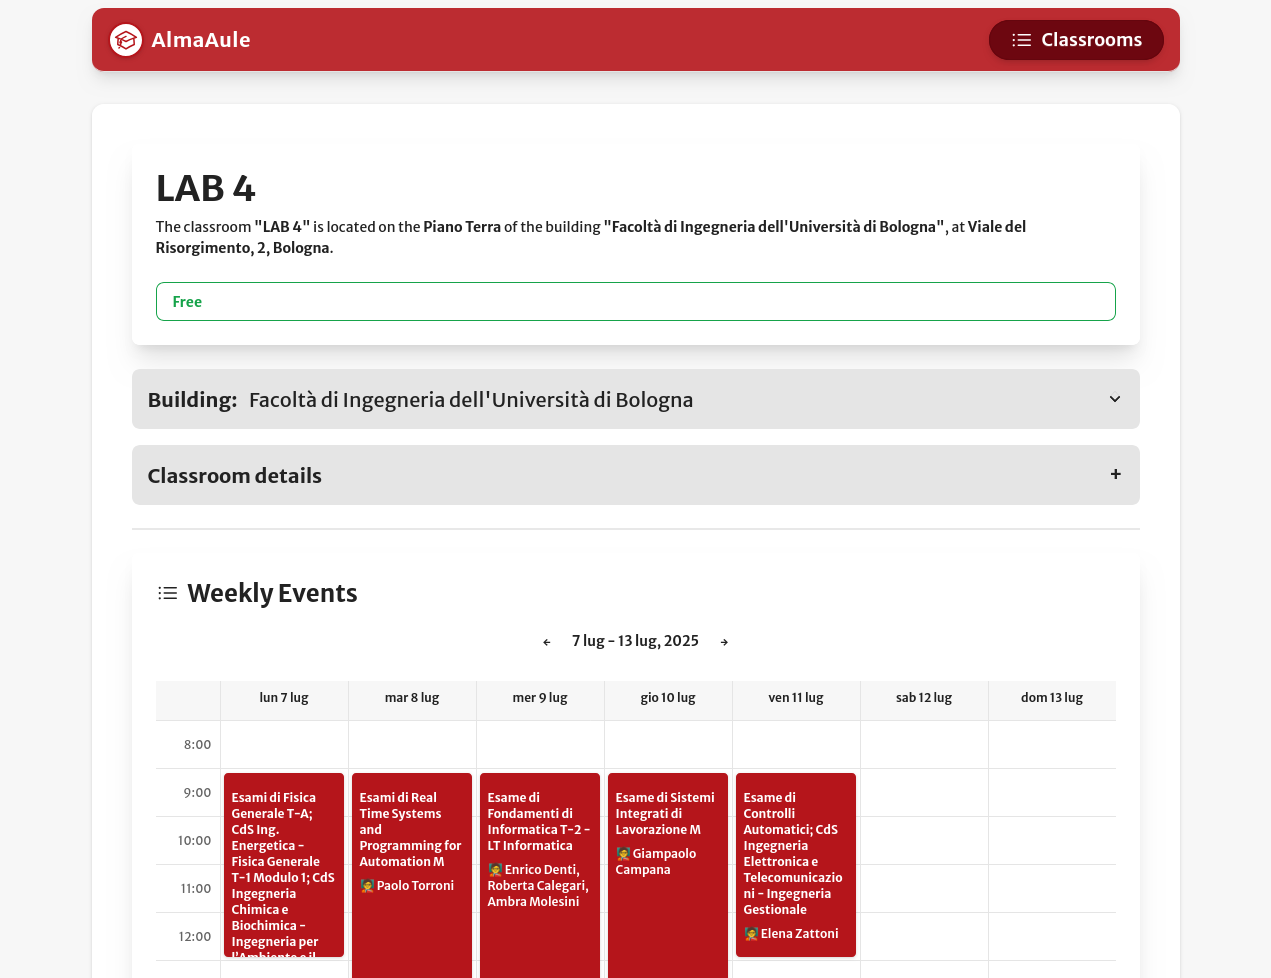 AlmaAule
Classrooms
LAB 4
The classroom "LAB 4" is located on the Piano Terra of the building "Facoltà di Ingegneria dell'Università di Bologna", at Viale del
Risorgimento, 2, Bologna.
Free
Building: Facoltà di Ingegneria dell'Università di Bologna
Classroom details
+
Weekly Events
← 7 lug - 13 lug, 2025 →
lun 7 lug
mar 8 lug
mer 9 lug
gio 10 lug
ven 11 lug
sab 12 lug
dom 13 lug
8:00
9:00
10:00
11:00
12:00
Esami di Fisica
Generale T-A;
CdS Ing.
Energetica -
Fisica Generale
T-1 Modulo 1; CdS
Ingegneria
Chimica e
Biochimica -
Ingegneria per
l'Ambiente e il
Esami di Real
Time Systems
and
Programming for
Automation M
Paolo Torroni
Esame di
Fondamenti di
Informatica T-2 -
LT Informatica
Enrico Denti,
Roberta Calegari,
Ambra Molesini
Esame di Sistemi
Integrati di
Lavorazione M
Giampaolo
Campana
Esame di
Controlli
Automatici; CdS
Ingegneria
Elettronica e
Telecomunicazio
ni - Ingegneria
Gestionale
Elena Zattoni